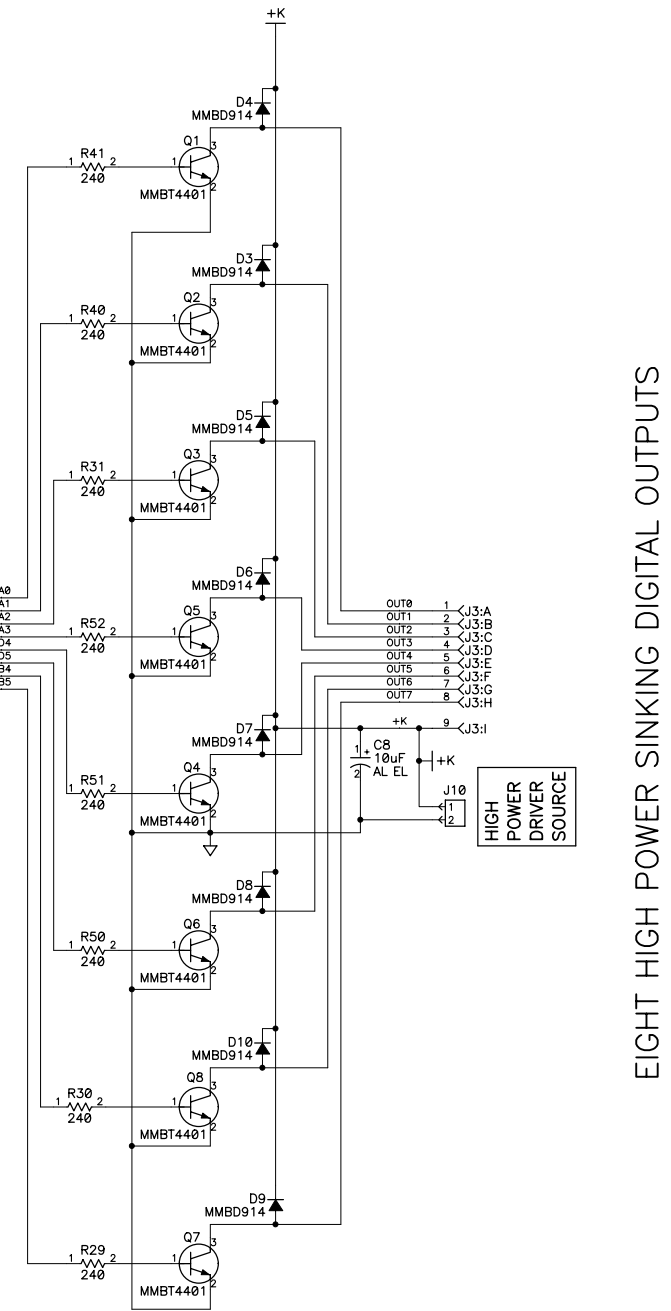 +K
D4
MMBD914
Q1
3
R41
1 2
240
1
2
MMBT4401
D3
MMBD914
Q2
3
R40
1 2
240
1
2
MMBT4401
D5
MMBD914
Q3
3
R31
1 2
240
1
2
MMBT4401
D6
MMBD914
Q5
3
R52
1 2
240
1
2
MMBT4401
A0
A1
A2
A3
D4
D5
B4
B5
OUT0 1 J3:A
OUT1 2 J3:B
OUT2 3 J3:C
OUT3 4 J3:D
OUT4 5 J3:E
OUT5 6 J3:F
OUT6 7 J3:G
OUT7 8 J3:H
+K 9 J3:I
D7
MMBD914
Q4
3
R51
1 2
240
1
2
MMBT4401
1 + C8
10uF
2 AL EL
+K
J10
1
2
HIGH
POWER
DRIVER
SOURCE
D8
MMBD914
Q6
3
R50
1 2
240
1
2
MMBT4401
D10
MMBD914
Q8
3
R30
1 2
240
1
2
MMBT4401
D9
MMBD914
Q7
3
R29
1 2
240
1
2
MMBT4401
EIGHT HIGH POWER SINKING DIGITAL OUTPUTS